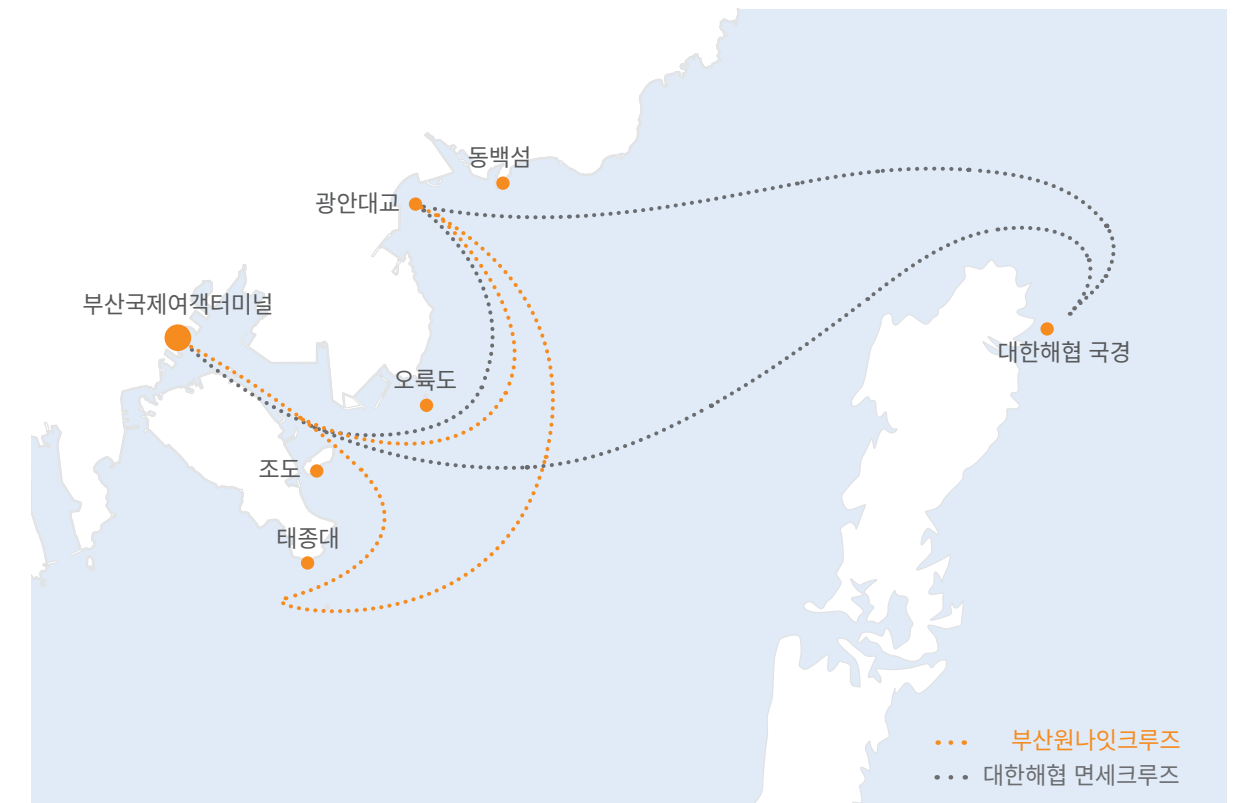 동백섬
광안대교
부산국제여객터미널
대한해협 국경
오륙도
조도
태종대
부산원나잇크루즈
대한해협 면세크루즈